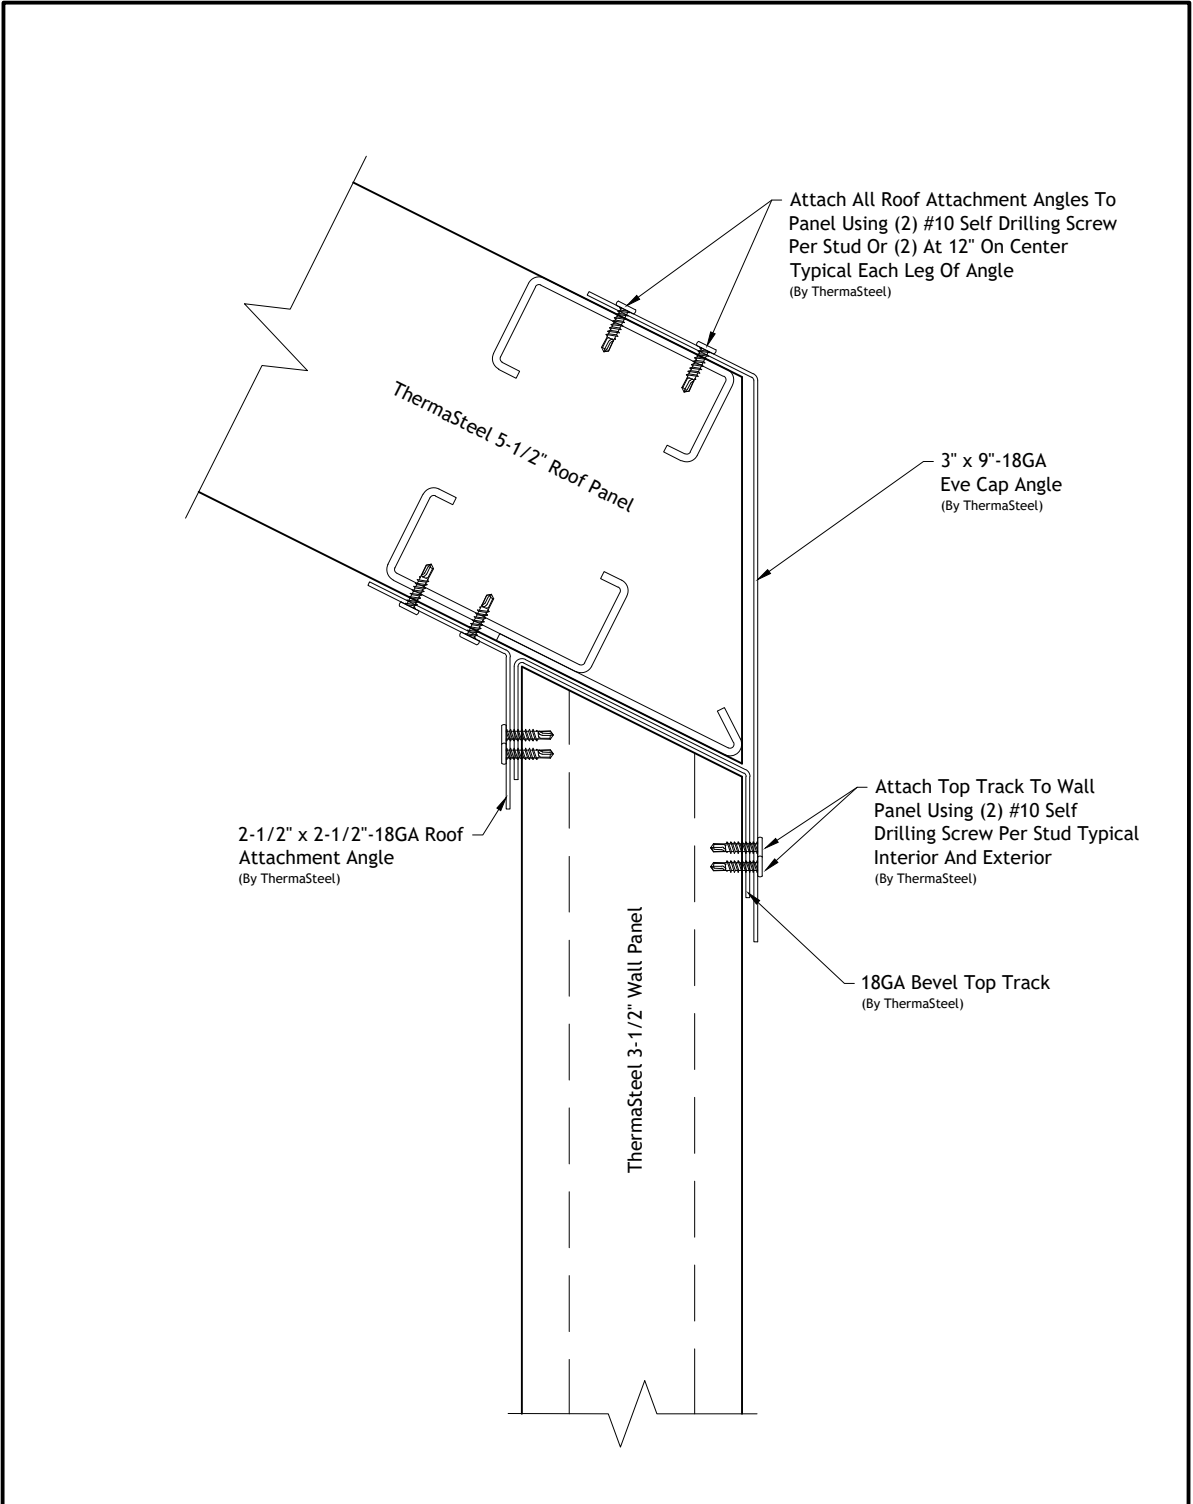 Attach All Roof Attachment Angles To
Panel Using (2) #10 Self Drilling Screw
Per Stud Or (2) At 12" On Center
Typical Each Leg Of Angle
(By ThermaSteel)
ThermaSteel 5-1/2" Roof Panel
3" x 9"-18GA
Eve Cap Angle
(By ThermaSteel)
Attach Top Track To Wall
Panel Using (2) #10 Self
Drilling Screw Per Stud Typical
Interior And Exterior
(By ThermaSteel)
2-1/2" x 2-1/2"-18GA Roof
Attachment Angle
(By ThermaSteel)
ThermaSteel 3-1/2" Wall Panel
18GA Bevel Top Track
(By ThermaSteel)